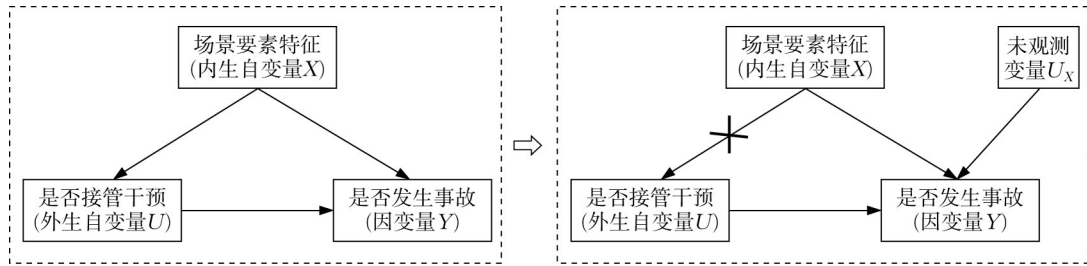 场景要素特征
(内生自变量X)
是否接管干预
(外生自变量U)
是否发生事故
(因变量Y)
场景要素特征
(内生自变量X)
未观测
变量U_X
是否接管干预
(外生自变量U)
是否发生事故
(因变量Y)